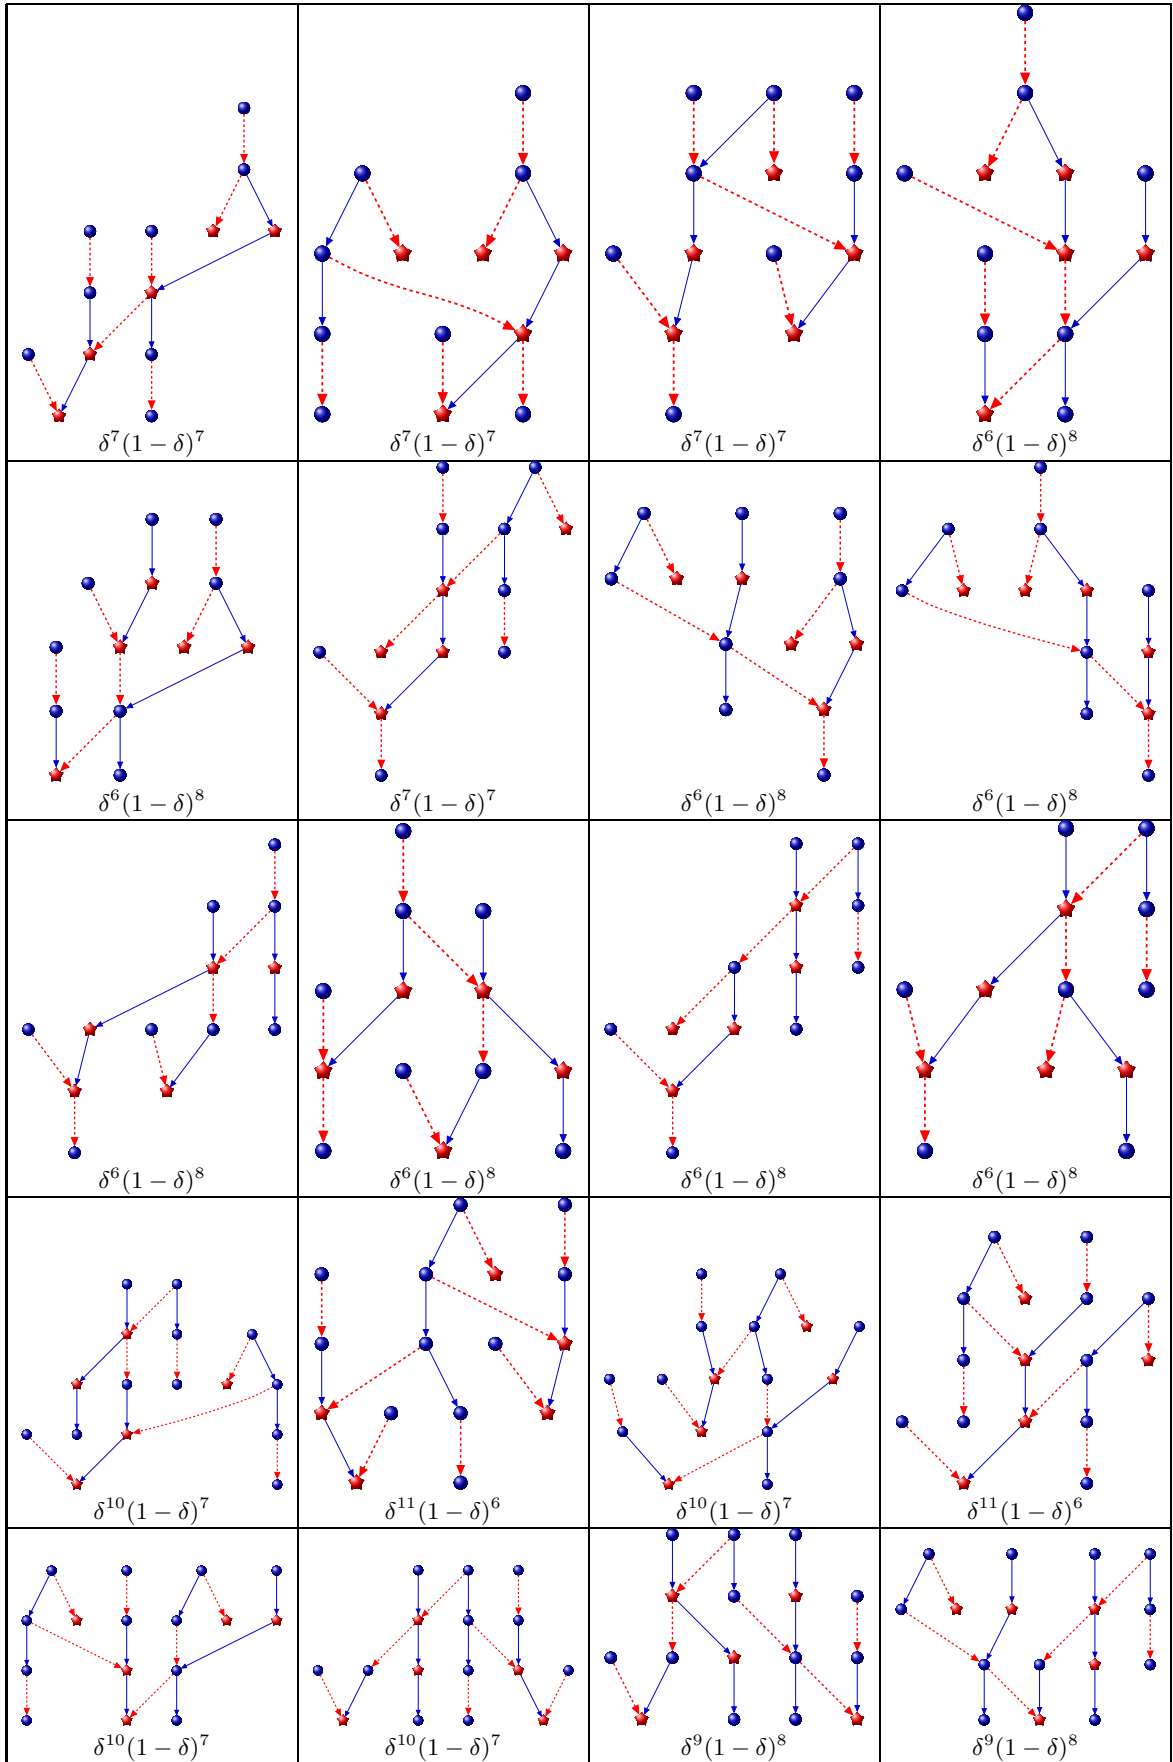 δ^7(1 − δ)^7
δ^7(1 − δ)^7
δ^7(1 − δ)^7
δ^6(1 − δ)^8
δ^6(1 − δ)^8
δ^7(1 − δ)^7
δ^6(1 − δ)^8
δ^6(1 − δ)^8
δ^6(1 − δ)^8
δ^6(1 − δ)^8
δ^6(1 − δ)^8
δ^6(1 − δ)^8
δ^10(1 − δ)^7
δ^11(1 − δ)^6
δ^10(1 − δ)^7
δ^11(1 − δ)^6
δ^10(1 − δ)^7
δ^10(1 − δ)^7
δ^9(1 − δ)^8
δ^9(1 − δ)^8